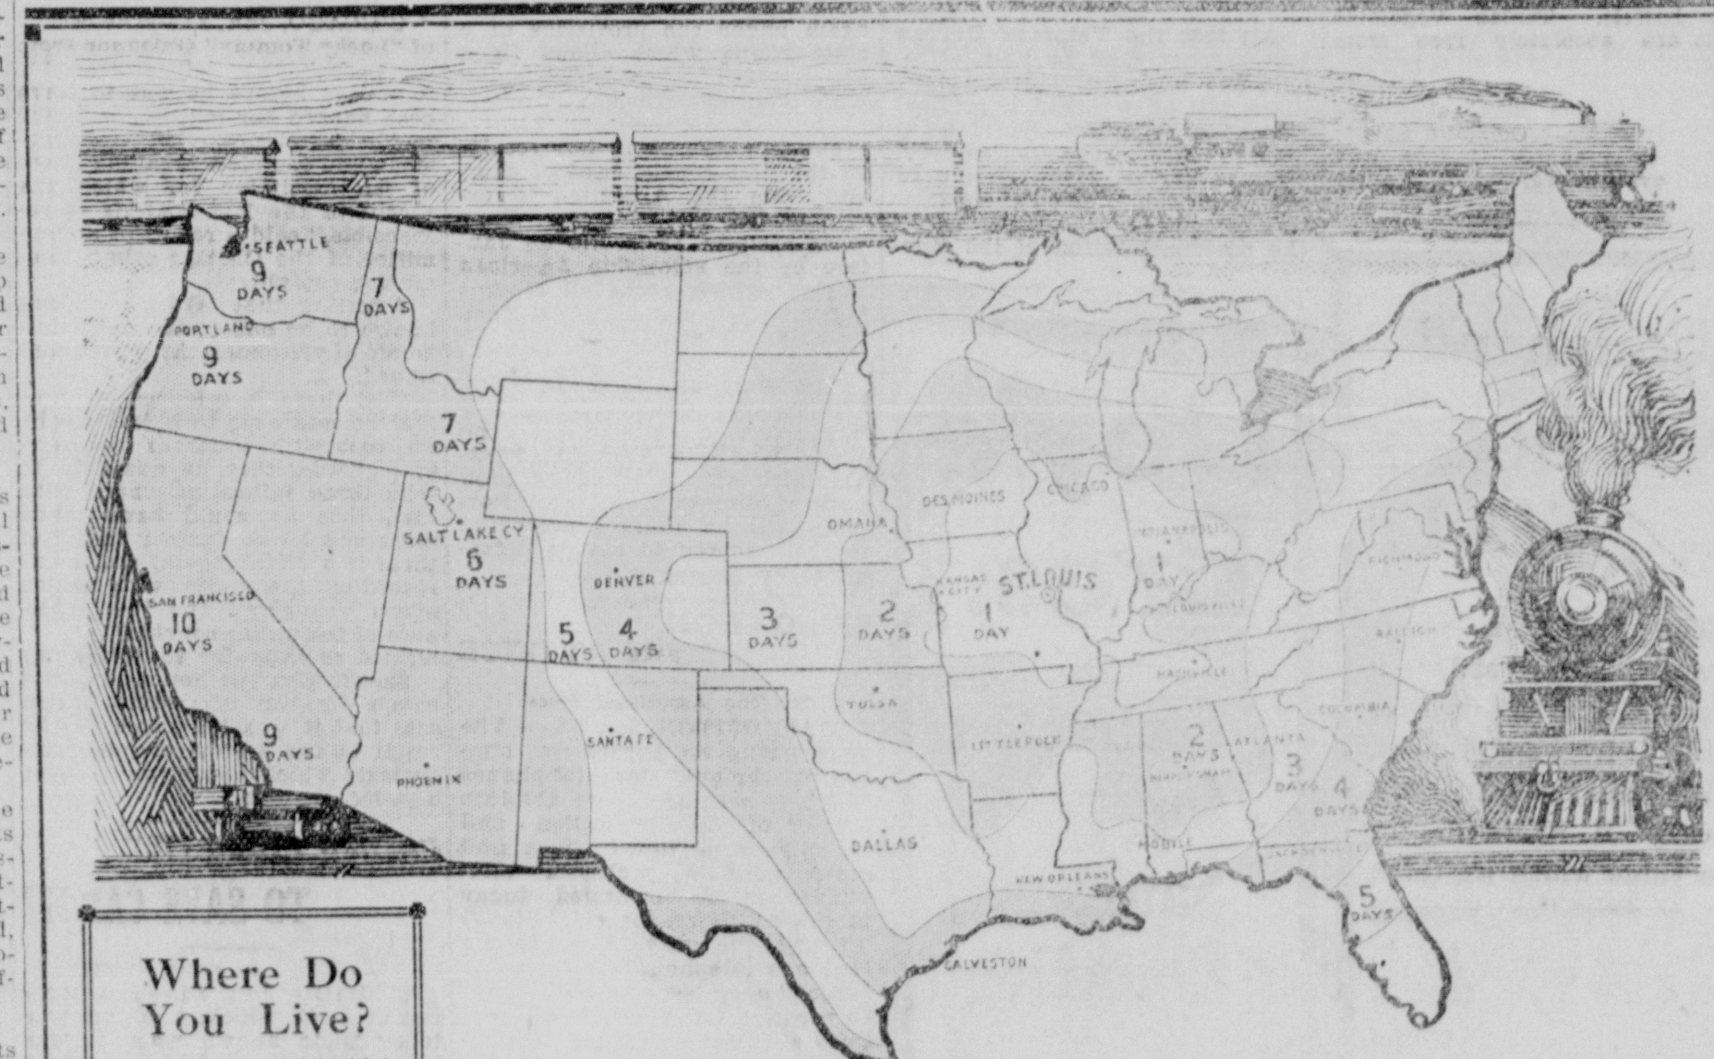 SEATTLE
9
DAYS
7
DAYS
PORTLAND
9
DAYS
7
DAYS
SALT LAKE CY
6
DAYS
SAN FRANCISCO
10
DAYS
9
DAYS
PHOENIX
DENVER
5
DAYS
4
DAYS
SANTA FE
3
DAYS
2
DAYS
OMAHA
DES MOINES
CHICAGO
INDIANAPOLIS
KANSAS
CITY
ST. LOUIS
1
DAY
1
DAY
LOUISVILLE
RICHMOND
RALEIGH
NASHVILLE
TULSA
LITTLE ROCK
COLUMBIA
ATLANTA
2
DAYS
BIRMINGHAM
3
DAYS
4
DAYS
DALLAS
MOBILE
NEW ORLEANS
JACKSONVILLE
5
DAYS
GALVESTON
Where Do
You Live?